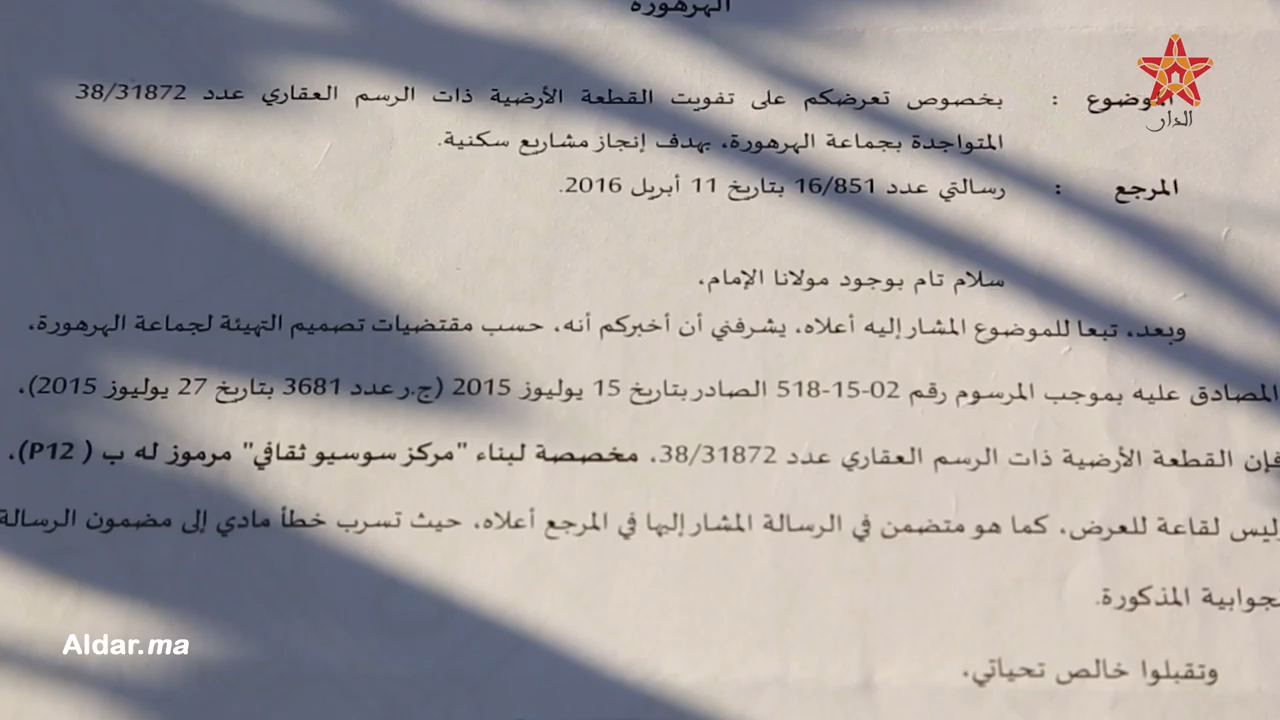 الهرهورة
الموضوع : بخصوص تعرضكم على تفويت القطعة الأرضية ذات الرسم العقاري عدد 38/31872
المتواجدة بجماعة الهرهورة، بهدف إنجاز مشاريع سكنية.
المرجع : رسالتي عدد 16/851 بتاريخ 11 أبريل 2016.
سلام تام بوجود مولانا الإمام،
وبعد، تبعا للموضوع المشار إليه أعلاه، يشرفني أن أخبركم أنه، حسب مقتضيات تصميم التهيئة لجماعة الهرهورة،
المصادق عليه بموجب المرسوم رقم 02-15-518 الصادر بتاريخ 15 يوليوز 2015 (ج.ر عدد 3681 بتاريخ 27 يوليوز 2015)،
فإن القطعة الأرضية ذات الرسم العقاري عدد 38/31872، مخصصة لبناء "مركز سوسيو ثقافي" مرموز له ب ( P12)،
وليس لقاعة للعرض، كما هو متضمن في الرسالة المشار إليها في المرجع أعلاه، حيث تسرب خطأ مادي إلى مضمون الرسالة
لجوابية المذكورة.
وتقبلوا خالص تحياتي،
الدار
Aldar.ma